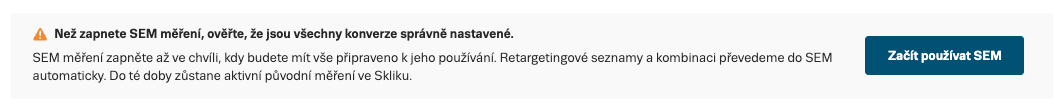 Než zapnete SEM měření, ověřte, že jsou všechny konverze správně nastavené.
SEM měření zapněte až ve chvíli, kdy budete mít vše připraveno k jeho používání. Retargetingové seznamy a kombinaci převedeme do SEM
automaticky. Do té doby zůstane aktivní původní měření ve Skliku.
Začít používat SEM